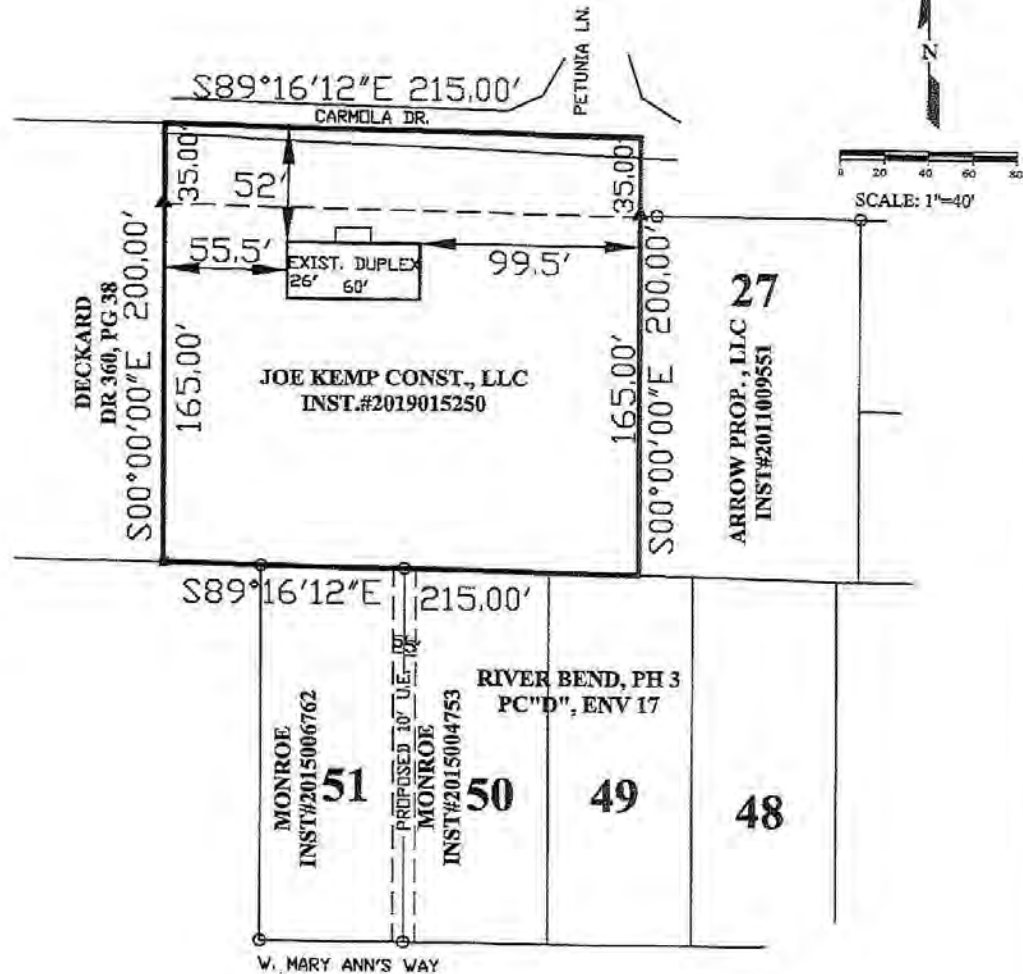 PETUNIA LN.
N
S89°16'12"E 215.00'
CARMOLA DR.
0 20 40 60 80
SCALE: 1"=40'
35.00'
52'
35.00'
55.5'
99.5'
EXIST. DUPLEX
26' 60'
DECKARD
DR 360, PG 38
S00°00'00"E 200.00'
165.00'
JOE KEMP CONST., LLC
INST.#2019015250
165.00'
S00°00'00"E 200.00'
27
ARROW PROP., LLC
INST#2011009551
S89°16'12"E 215.00'
RIVER BEND, PH 3
PC"D", ENV 17
MONROE
INST#2015006762
51
PROPOSED 10' U.E.
MONROE
INST#2015004753
50
49
48
W. MARY ANN'S WAY